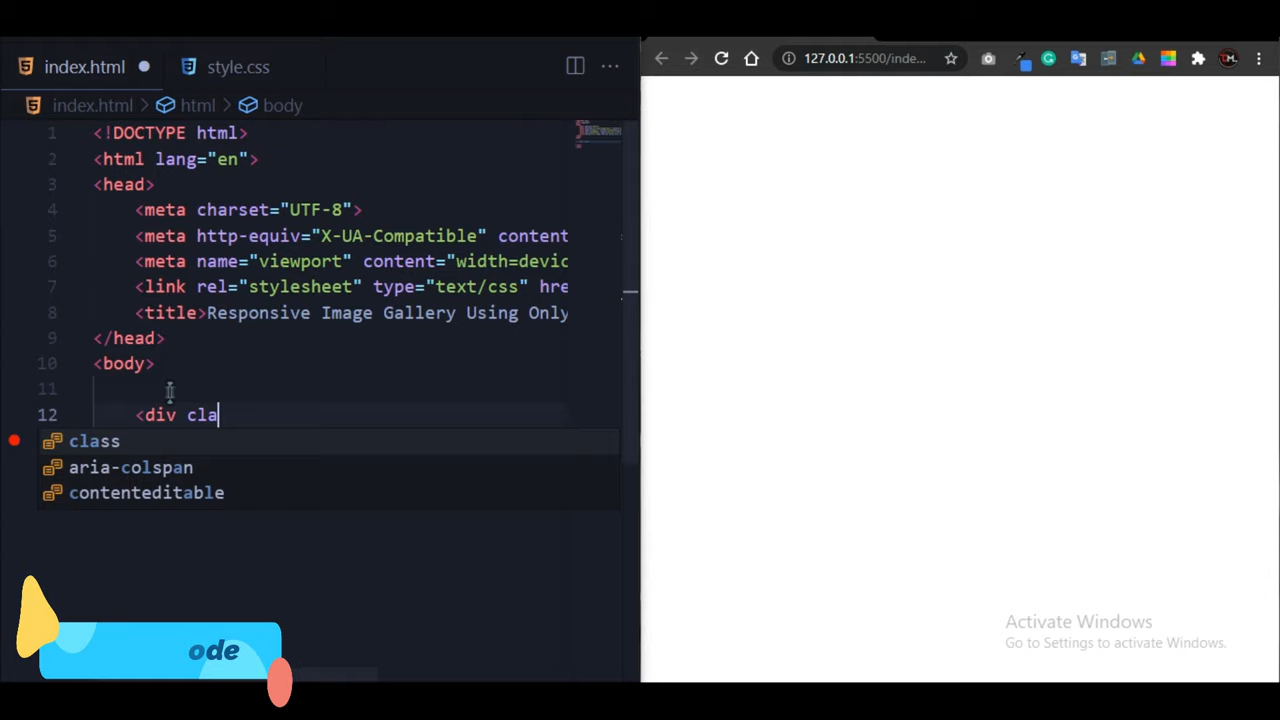 index.html
style.css
127.0.0.1:5500/inde...
index.html > html > body
1 <!DOCTYPE html>
2 <html lang="en">
3 <head>
4 <meta charset="UTF-8">
5 <meta http-equiv="X-UA-Compatible" content
6 <meta name="viewport" content="width=devic
7 <link rel="stylesheet" type="text/css" hre
8 <title>Responsive Image Gallery Using Only
9 </head>
10 <body>
11
12 <div cla
class
aria-colspan
contenteditable
ode
Activate Windows
Go to Settings to activate Windows.